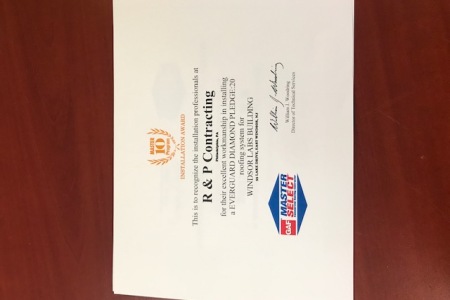 MASTER
10
INSTALLATION AWARD
This is to recognize the installation professionals at
R & P Contracting
for their excellent workmanship in installing
a EVERGUARD DIAMOND PLEDGE:20
roofing system for
WINDSOR LABS BUILDING
William J. Woodring
Director of Technical Services
GAF
MASTER
SELECT